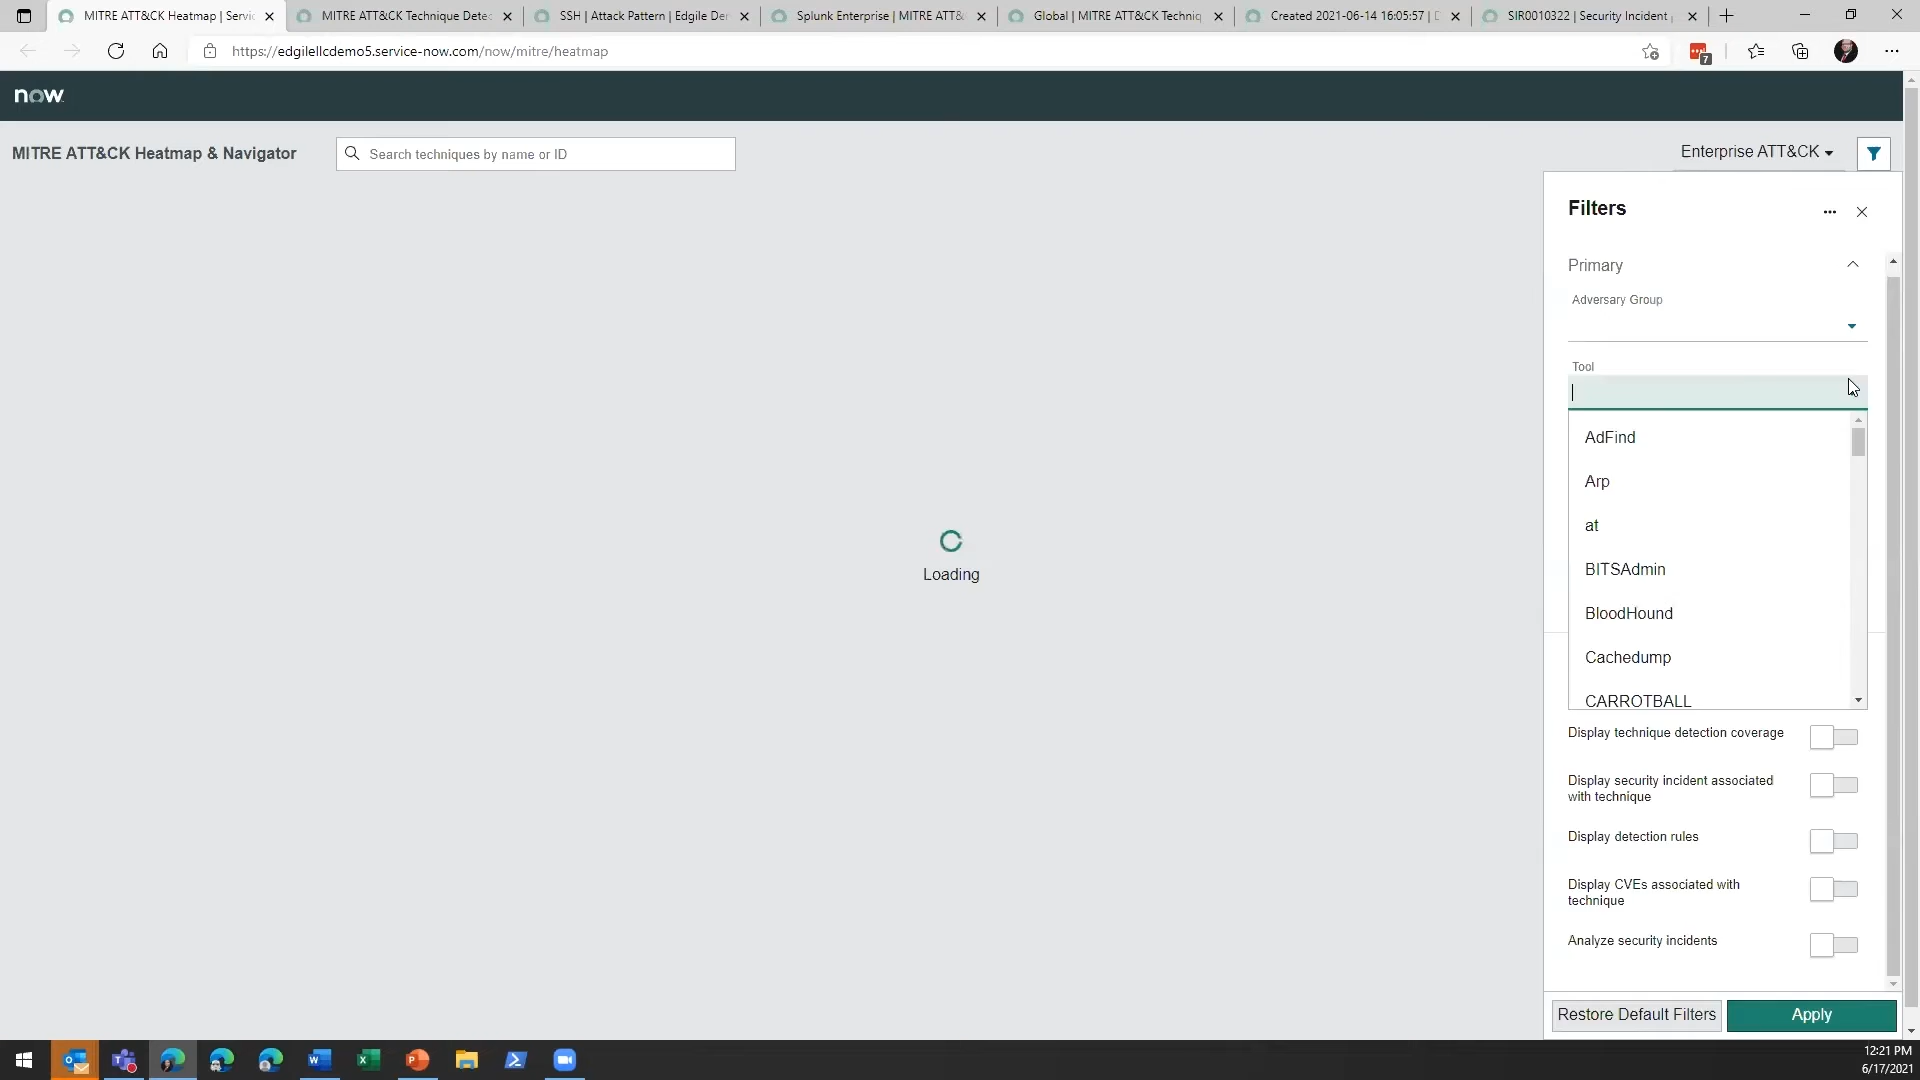 MITRE ATT&CK Heatmap | Servic
MITRE ATT&CK Technique Detec
SSH | Attack Pattern | Edgile De
Splunk Enterprise | MITRE ATT&
Global | MITRE ATT&CK Techniq
Created 2021-06-14 16:05:57 |
SIR0010322 | Security Incident
https://edgilellcdemo5.service-now.com/now/mitre/heatmap
7
now
MITRE ATT&CK Heatmap & Navigator
Search techniques by name or ID
Enterprise ATT&CK
Filters
Primary
Adversary Group
Tool
AdFind
Arp
at
BITSAdmin
BloodHound
Cachedump
CARROTBALL
Loading
Display technique detection coverage
Display security incident associated
with technique
Display detection rules
Display CVEs associated with
technique
Analyze security incidents
Restore Default Filters
Apply
12:21 PM
6/17/2021